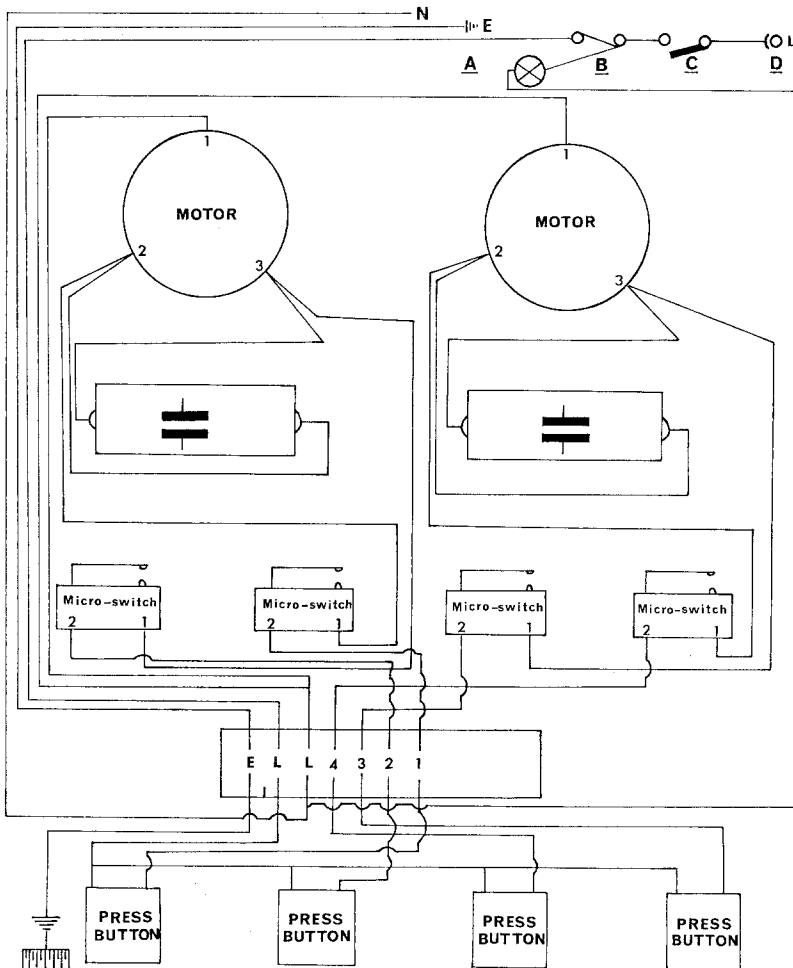 N
E
L
A B C D
1
1
MOTOR
MOTOR
2
3
2
3
Micro-switch
2 1
Micro-switch
2 1
Micro-switch
2 1
Micro-switch
2 1
E L L 4 3 2 1
PRESS
BUTTON
PRESS
BUTTON
PRESS
BUTTON
PRESS
BUTTON